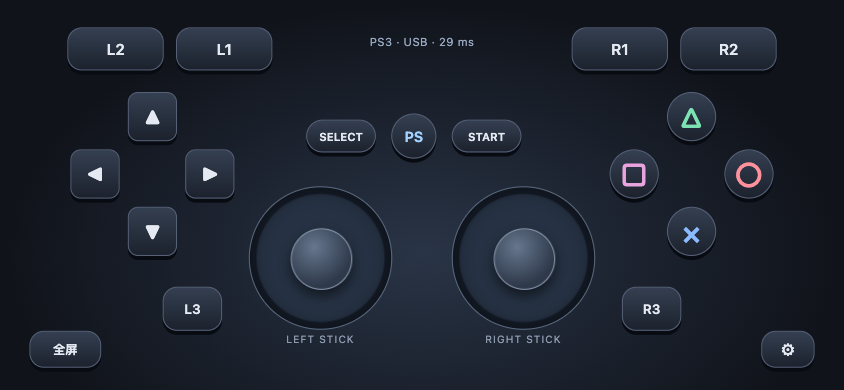 L2
L1
PS3 · USB · 29 ms
R1
R2
SELECT
PS
START
L3
R3
LEFT STICK
RIGHT STICK
全屏